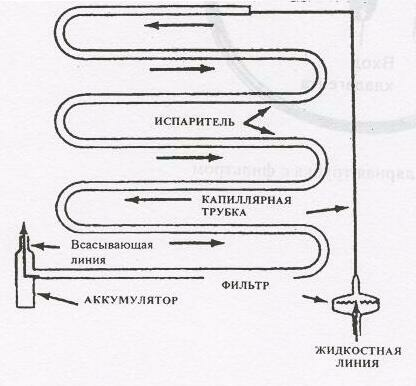 ИСПАРИТЕЛЬ
КАПИЛЛЯРНАЯ
ТРУБКА
Всасывающая
линия
ФИЛЬТР
АККУМУЛЯТОР
ЖИДКОСТНАЯ
ЛИНИЯ